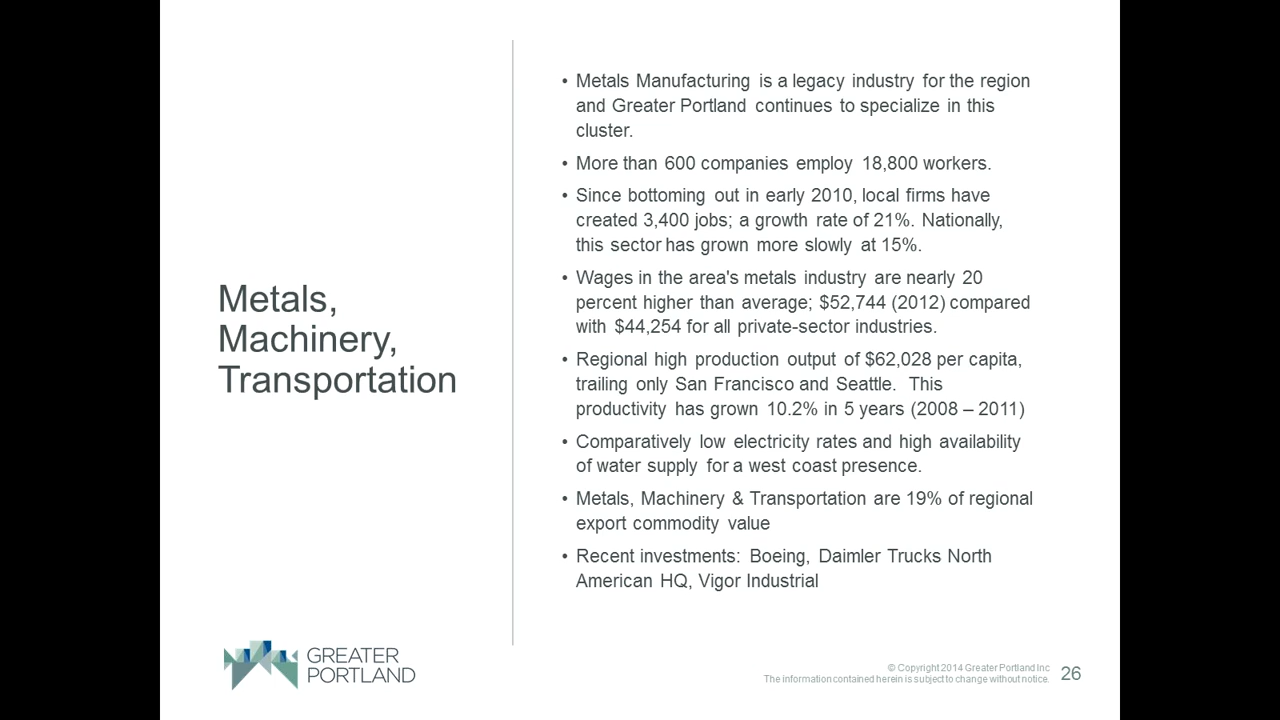 Metals,
Machinery,
Transportation
• Metals Manufacturing is a legacy industry for the region
and Greater Portland continues to specialize in this
cluster.
• More than 600 companies employ 18,800 workers.
• Since bottoming out in early 2010, local firms have
created 3,400 jobs; a growth rate of 21%. Nationally,
this sector has grown more slowly at 15%.
• Wages in the area's metals industry are nearly 20
percent higher than average; $52,744 (2012) compared
with $44,254 for all private-sector industries.
• Regional high production output of $62,028 per capita,
trailing only San Francisco and Seattle. This
productivity has grown 10.2% in 5 years (2008 – 2011)
• Comparatively low electricity rates and high availability
of water supply for a west coast presence.
• Metals, Machinery & Transportation are 19% of regional
export commodity value
• Recent investments: Boeing, Daimler Trucks North
American HQ, Vigor Industrial
GREATER
PORTLAND
© Copyright 2014 Greater Portland Inc
The information contained herein is subject to change without notice.
26